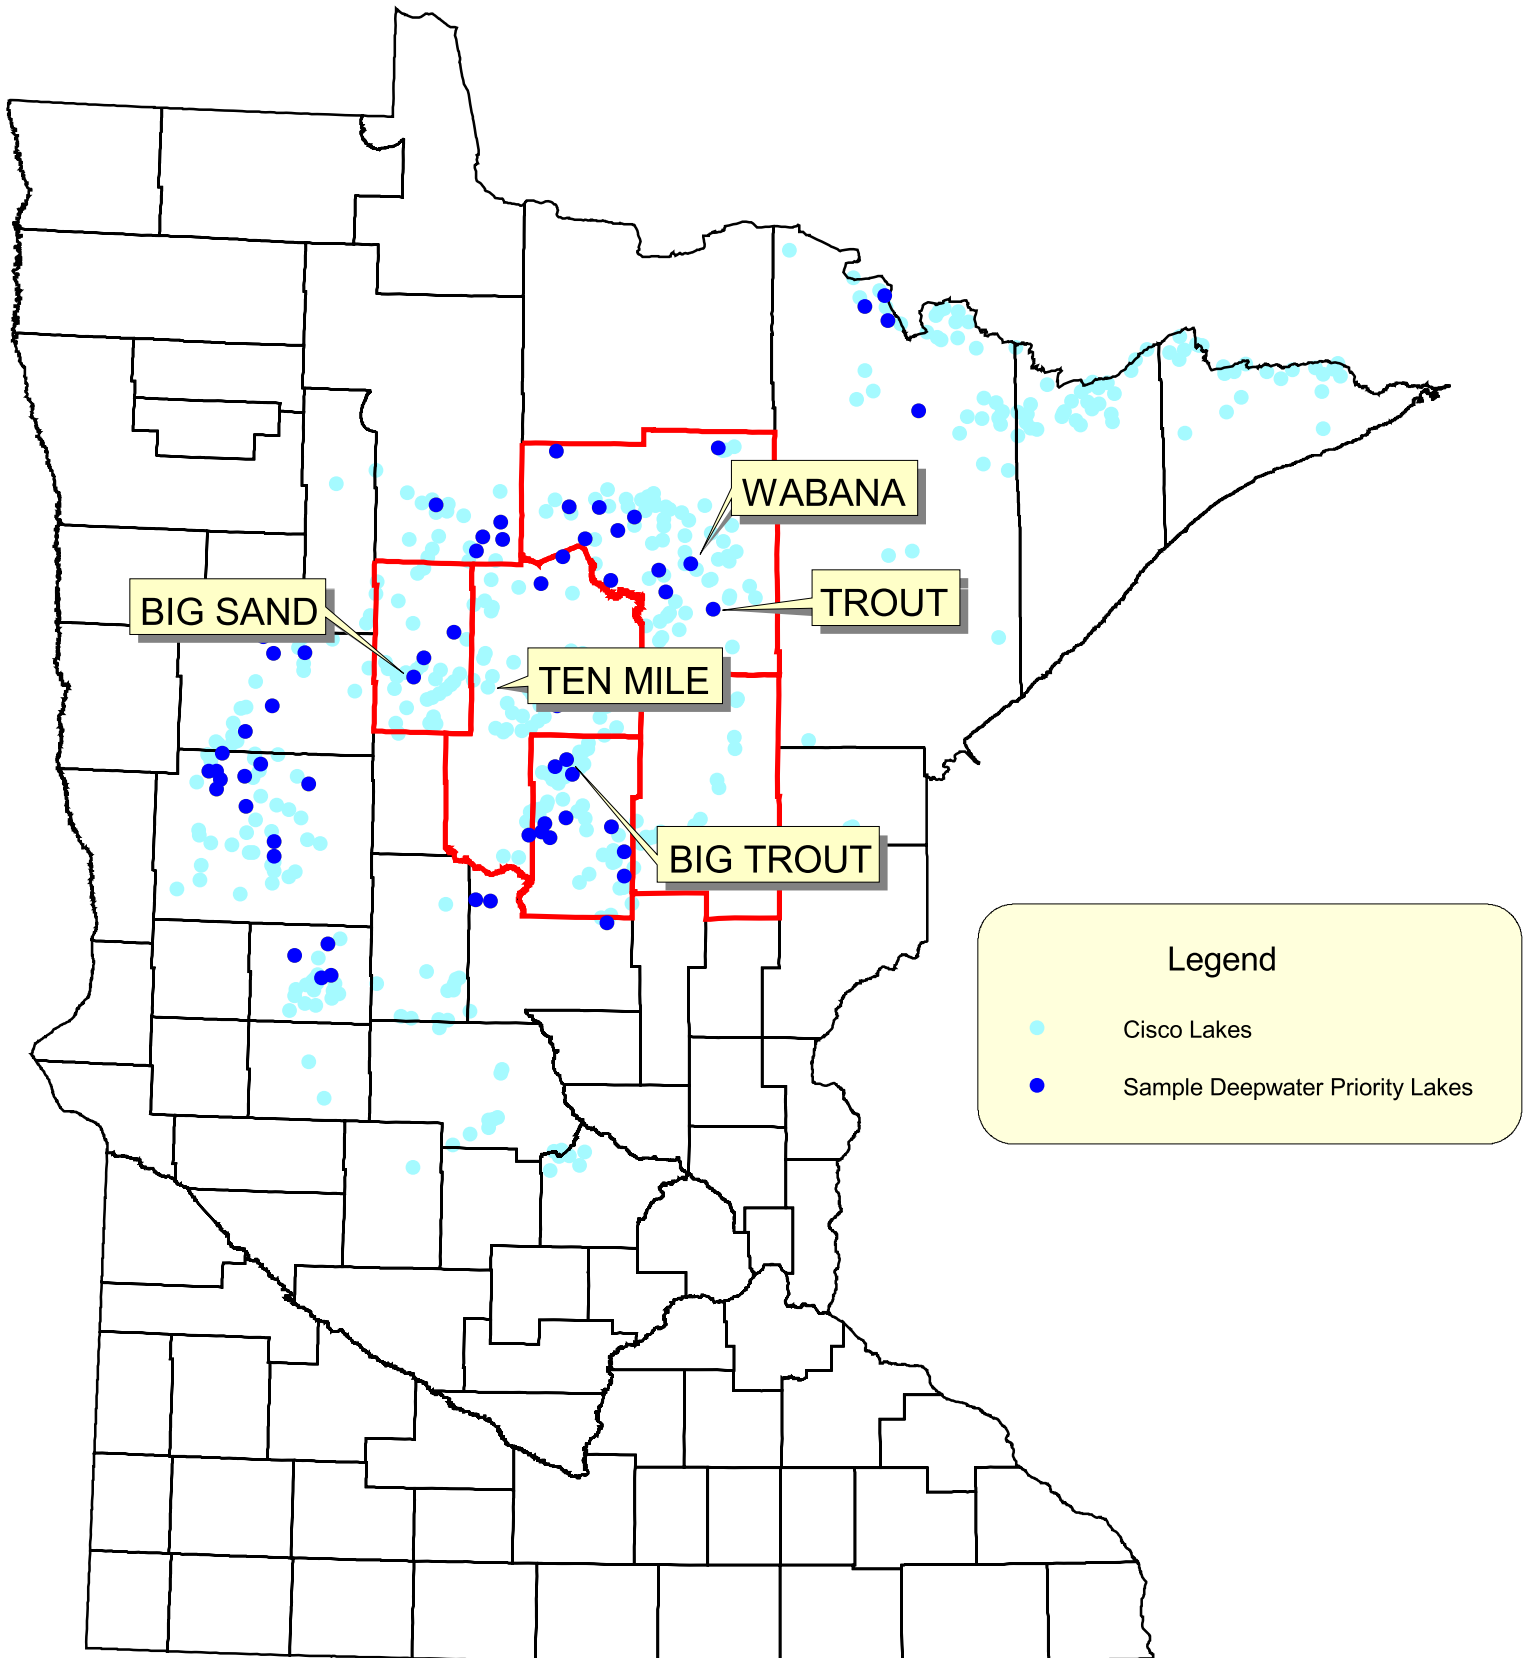 WABANA
TROUT
BIG SAND
TEN MILE
BIG TROUT
Legend
Cisco Lakes
Sample Deepwater Priority Lakes